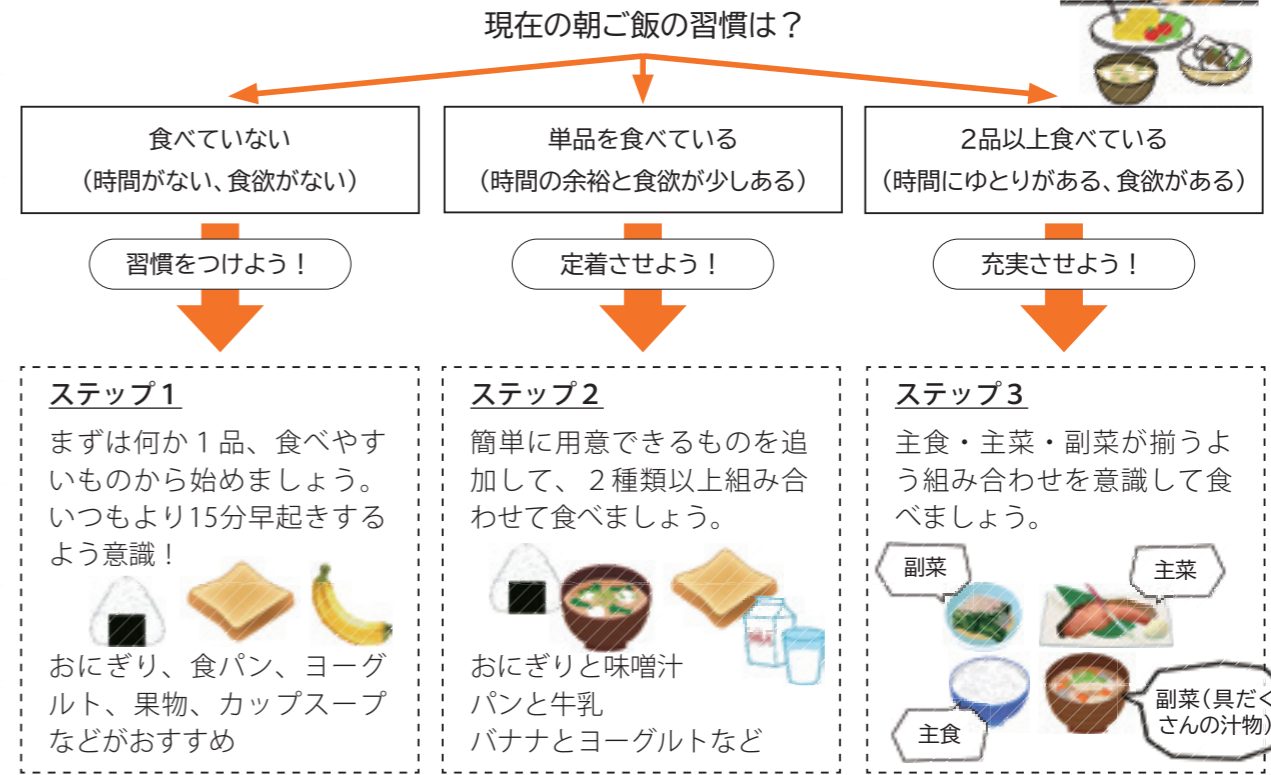 現在の朝ご飯の習慣は？
食べていない
（時間がない、食欲がない）
単品を食べている
（時間の余裕と食欲が少しある）
2品以上食べている
（時間にゆとりがある、食欲がある）
習慣をつけよう！
定着させよう！
充実させよう！
ステップ１
まずは何か１品、食べやす
いものから始めましょう。
いつもより15分早起きする
よう意識！
おにぎり、食パン、ヨーグ
ルト、果物、カップスープ
などがおすすめ
ステップ２
簡単に用意できるものを追
加して、２種類以上組み合
わせて食べましょう。
おにぎりと味噌汁
パンと牛乳
バナナとヨーグルトなど
ステップ３
主食・主菜・副菜が揃うよ
う組み合わせを意識して食
べましょう。
副菜
主菜
主食
副菜（具だく
さんの汁物）